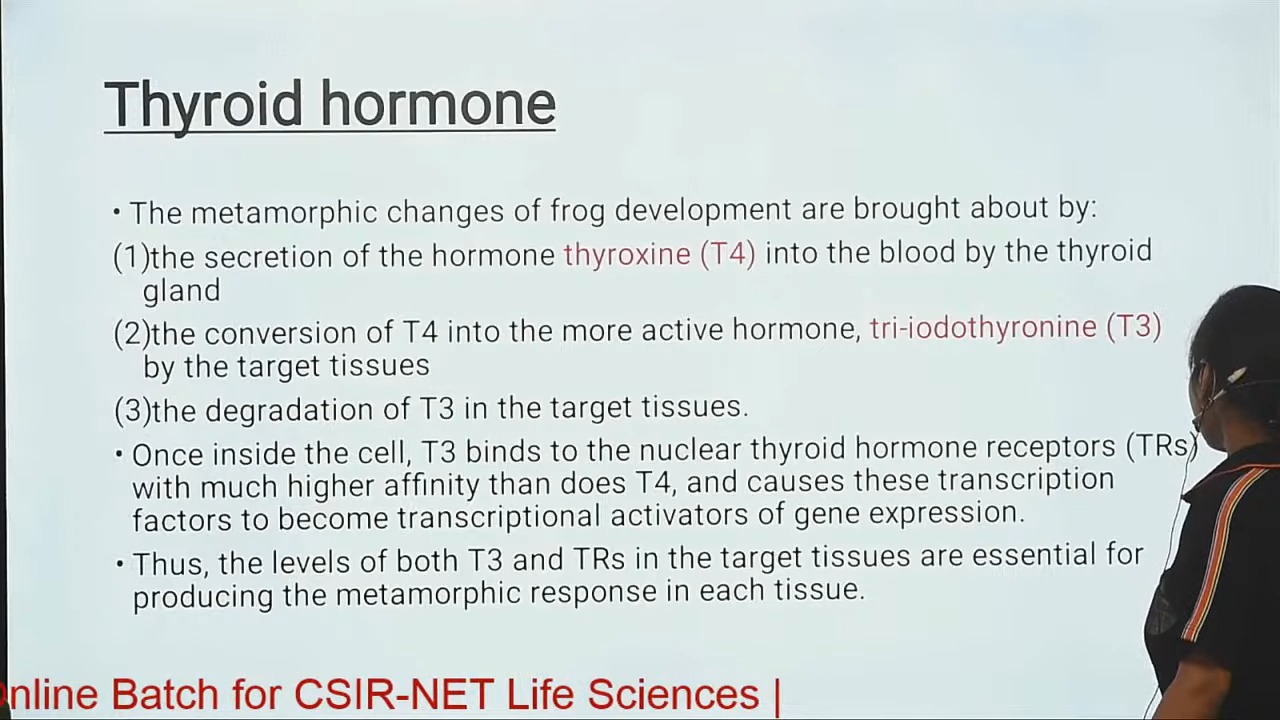 Thyroid hormone
• The metamorphic changes of frog development are brought about by:
(1)the secretion of the hormone thyroxine (T4) into the blood by the thyroid
gland
(2)the conversion of T4 into the more active hormone, tri-iodothyronine (T3)
by the target tissues
(3)the degradation of T3 in the target tissues.
• Once inside the cell, T3 binds to the nuclear thyroid hormone receptors (TRs)
with much higher affinity than does T4, and causes these transcription
factors to become transcriptional activators of gene expression.
• Thus, the levels of both T3 and TRs in the target tissues are essential for
producing the metamorphic response in each tissue.
Online Batch for CSIR-NET Life Sciences |